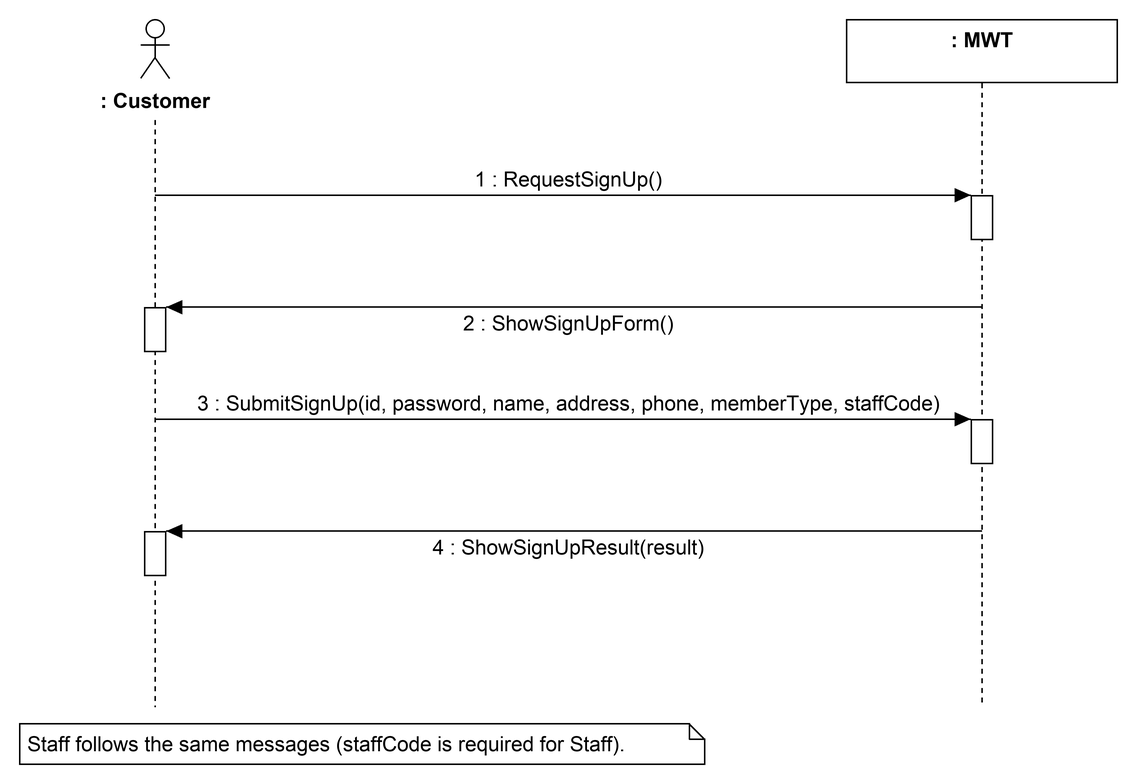 : Customer
: MWT
1 : RequestSignUp()
2 : ShowSignUpForm()
3 : SubmitSignUp(id, password, name, address, phone, memberType, staffCode)
4 : ShowSignUpResult(result)
Staff follows the same messages (staffCode is required for Staff).